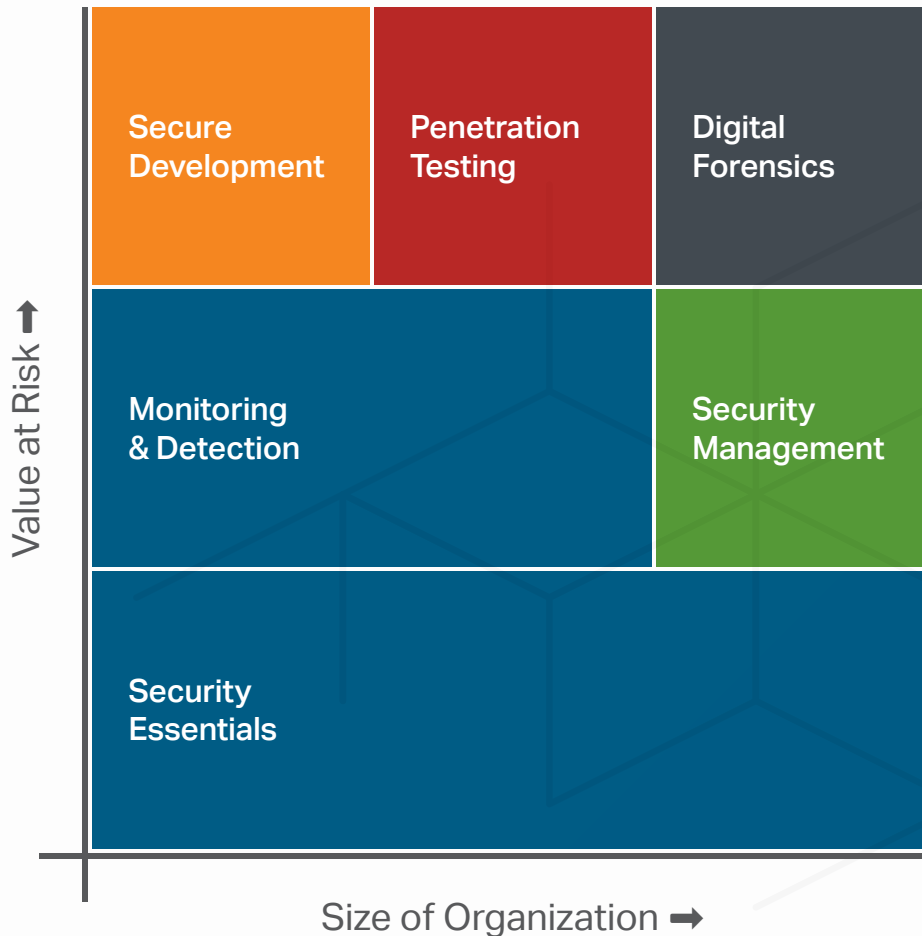 Secure
Development
Penetration
Testing
Digital
Forensics
Monitoring
& Detection
Security
Management
Security
Essentials
Value at Risk ➡
Size of Organization ➡